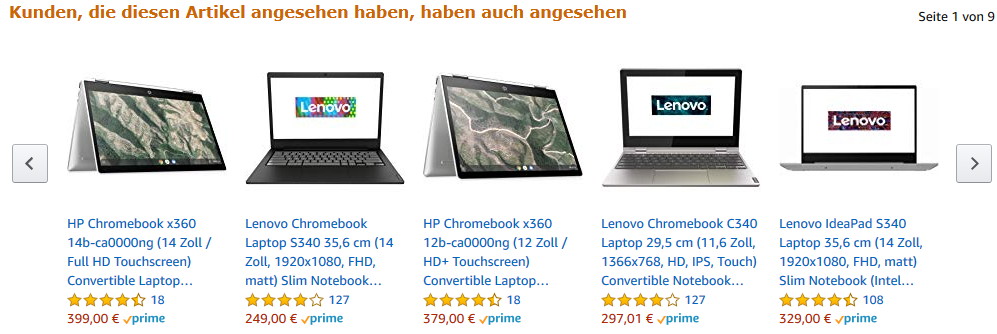 Kunden, die diesen Artikel angesehen haben, haben auch angesehen
Seite 1 von 9
Lenovo
Lenovo
Lenovo
HP Chromebook x360
14b-ca0000ng (14 Zoll /
Full HD Touchscreen)
Convertible Laptop…
18
399,00 € prime
Lenovo Chromebook
Laptop S340 35,6 cm (14
Zoll, 1920x1080, FHD,
matt) Slim Notebook…
127
249,00 € prime
HP Chromebook x360
12b-ca0000ng (12 Zoll /
HD+ Touchscreen)
Convertible Laptop…
18
379,00 € prime
Lenovo Chromebook C340
Laptop 29,5 cm (11,6 Zoll,
1366x768, HD, IPS, Touch)
Convertible Notebook…
127
297,01 € prime
Lenovo IdeaPad S340
Laptop 35,6 cm (14 Zoll,
1920x1080, FHD, matt)
Slim Notebook (Intel…
108
329,00 € prime